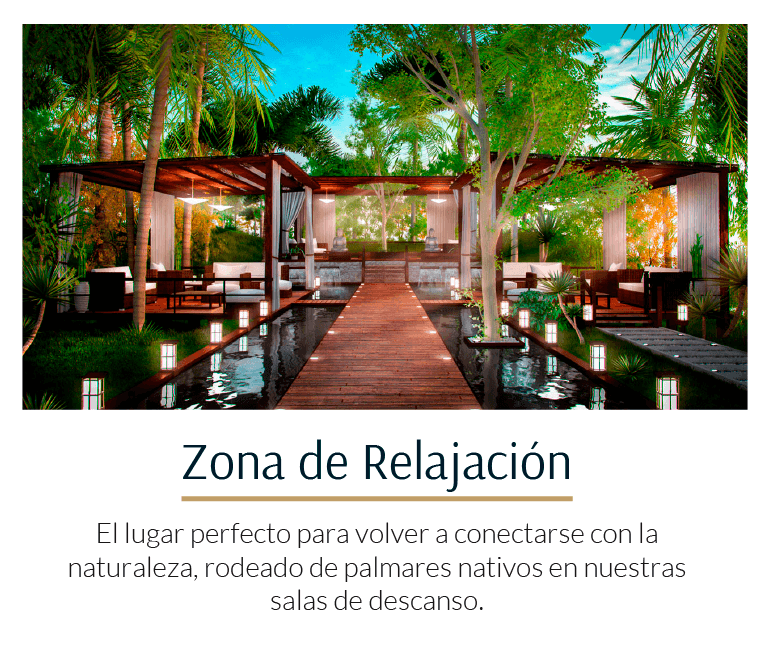 Zona de Relajación
El lugar perfecto para volver a conectarse con la
naturaleza, rodeado de palmares nativos en nuestras
salas de descanso.